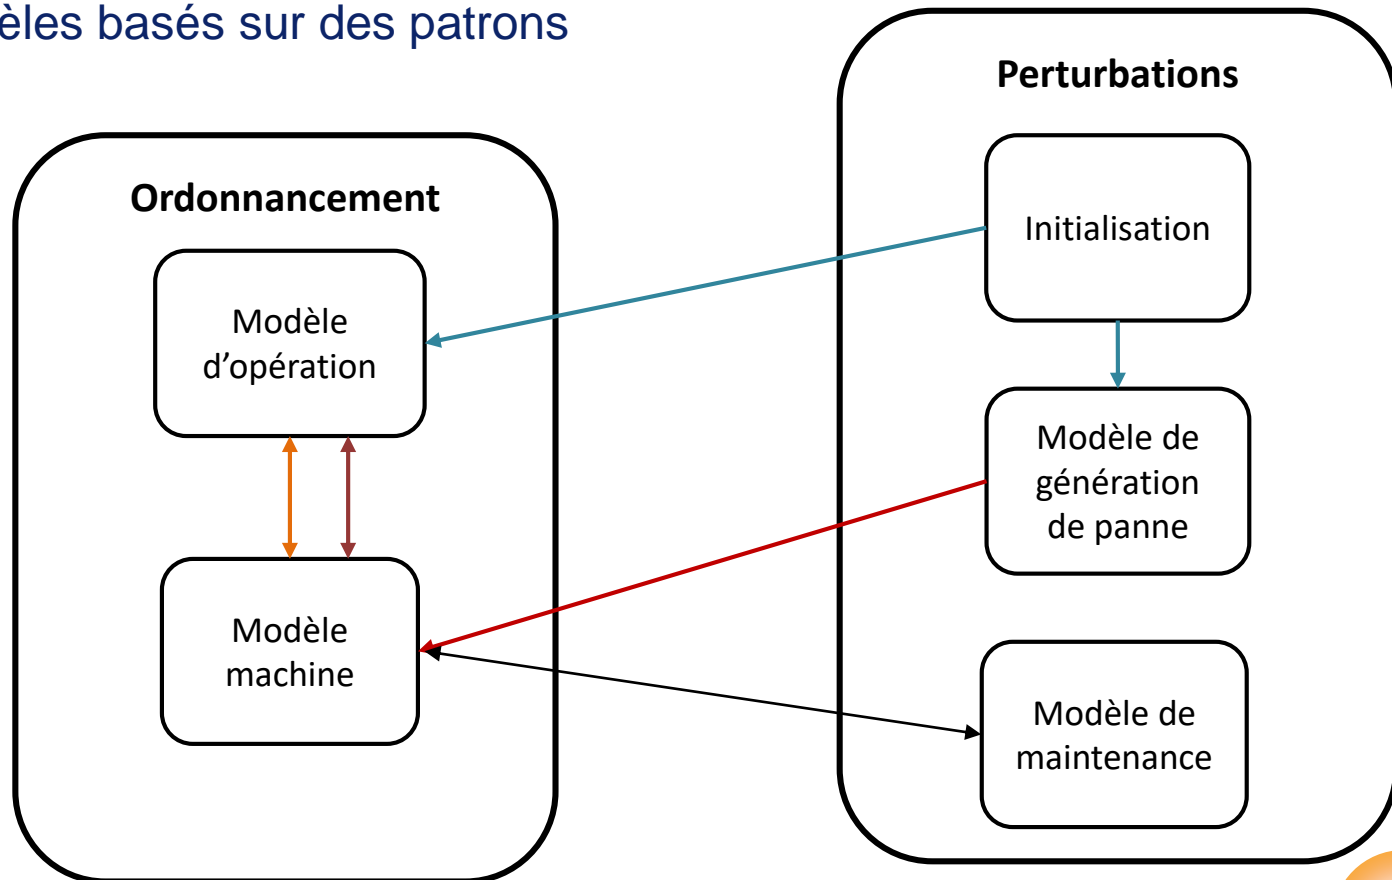 èles basés sur des patrons
Ordonnancement
Modèle
d’opération
Modèle
machine
Perturbations
Initialisation
Modèle de
génération
de panne
Modèle de
maintenance